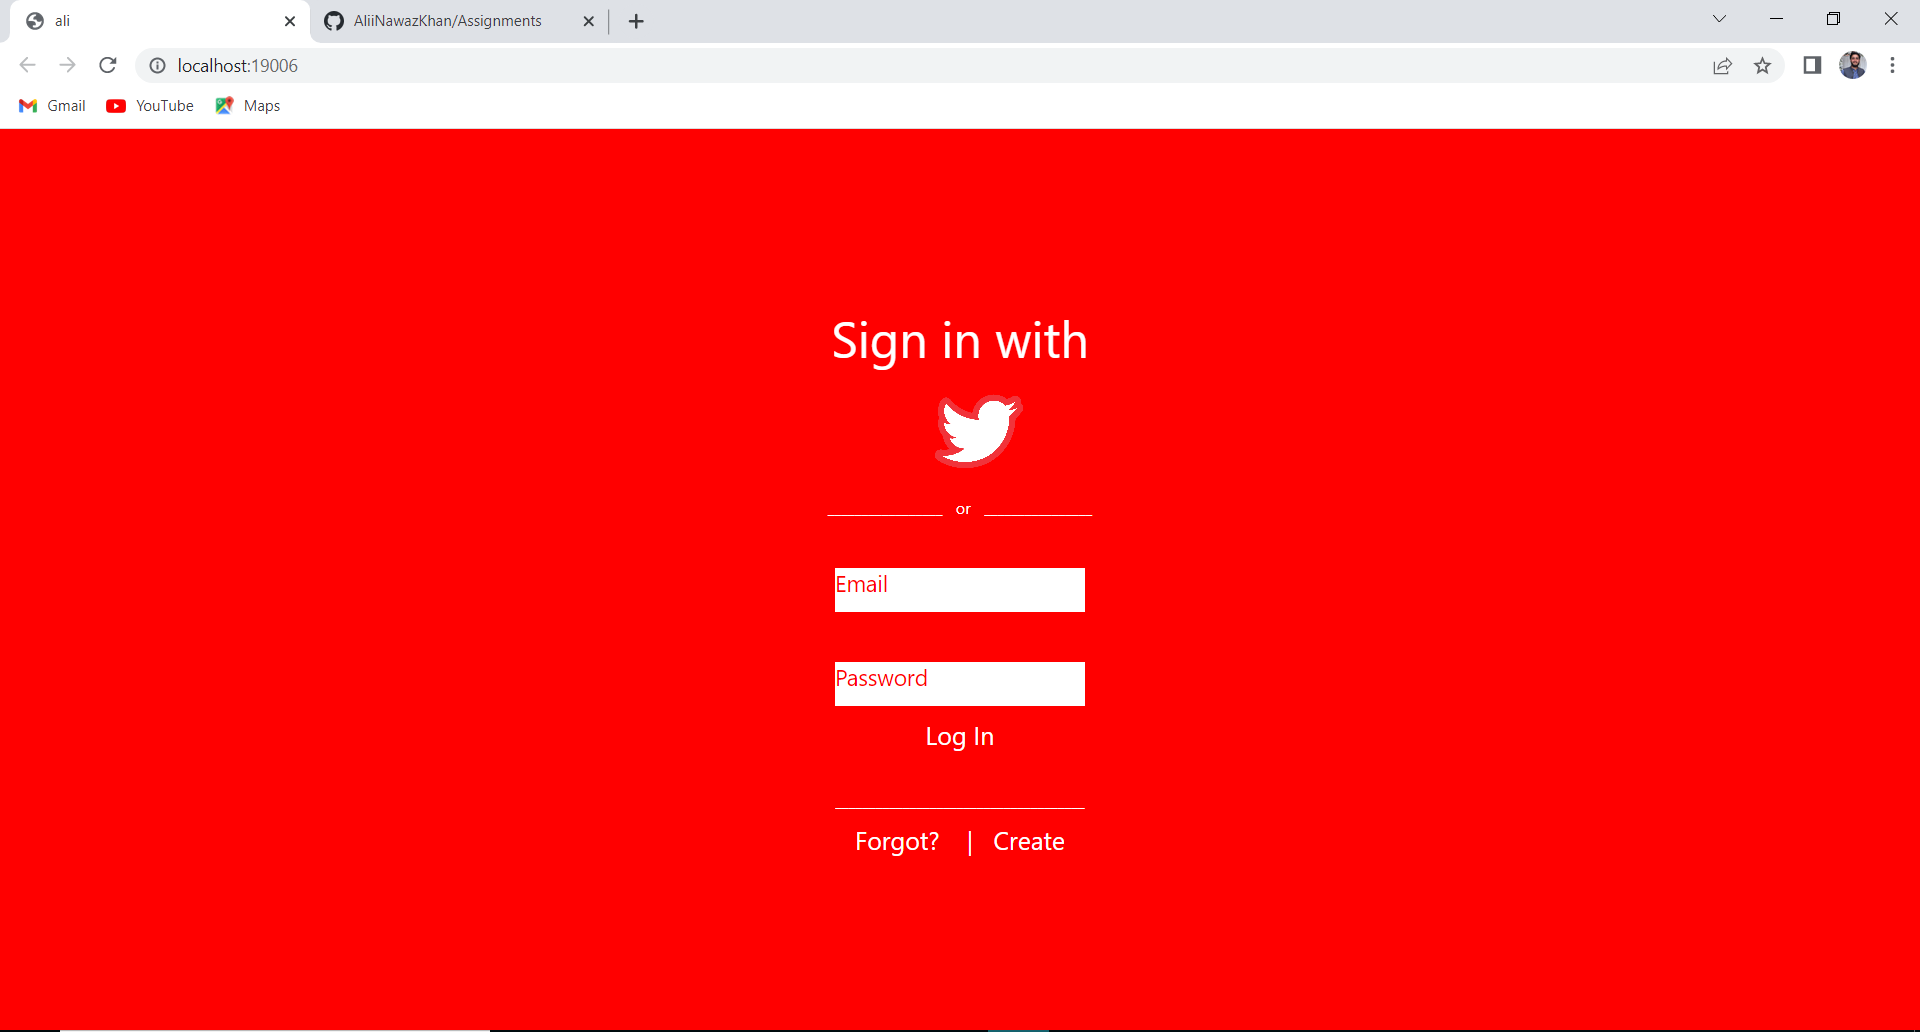 ali
AliiNawazKhan/Assignments
localhost:19006
Gmail YouTube Maps
Sign in with
or
Email
Password
Log In
Forgot? | Create